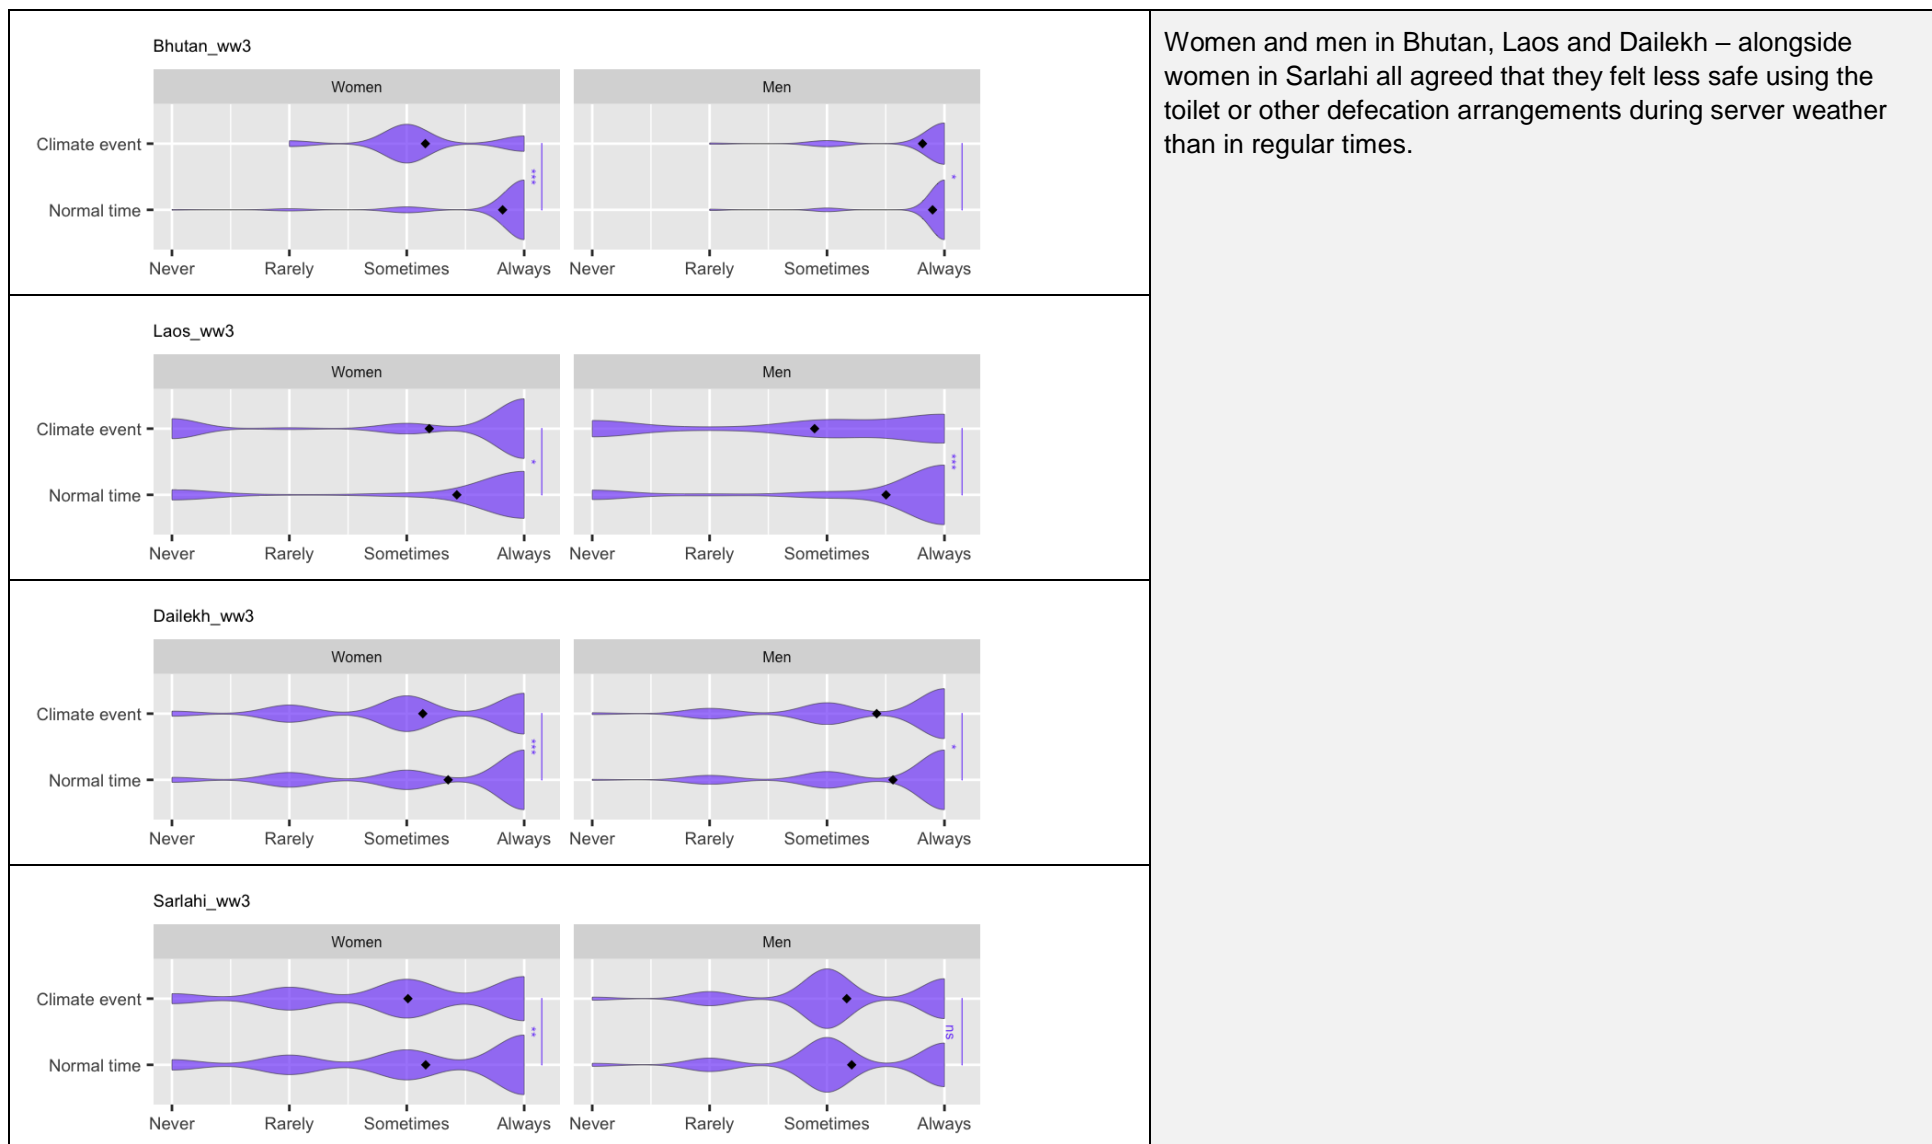 Bhutan_ww3
Women Men
Climate event
***
*
Normal time
Never Rarely Sometimes Always Never Rarely Sometimes Always
Laos_ww3
Women Men
Climate event
*
***
Normal time
Never Rarely Sometimes Always Never Rarely Sometimes Always
Dailekh_ww3
Women Men
Climate event
***
*
Normal time
Never Rarely Sometimes Always Never Rarely Sometimes Always
Sarlahi_ww3
Women Men
Climate event
**
ns
Normal time
Never Rarely Sometimes Always Never Rarely Sometimes Always
Women and men in Bhutan, Laos and Dailekh – alongside
women in Sarlahi all agreed that they felt less safe using the
toilet or other defecation arrangements during server weather
than in regular times.